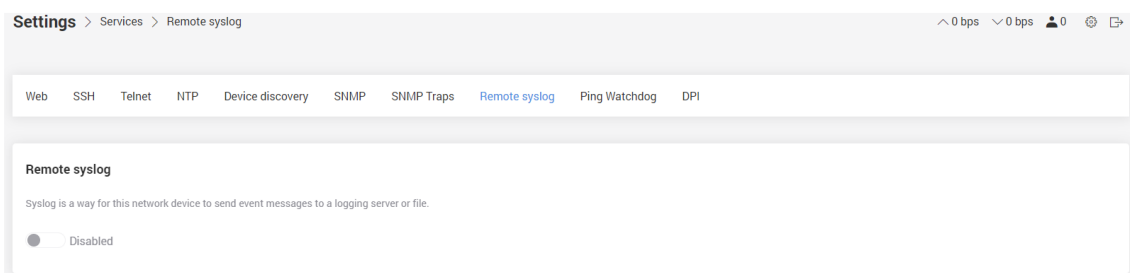 Settings > Services > Remote syslog 0 bps 0 bps 0
Web SSH Telnet NTP Device discovery SNMP SNMP Traps Remote syslog Ping Watchdog DPI
Remote syslog
Syslog is a way for this network device to send event messages to a logging server or file.
Disabled